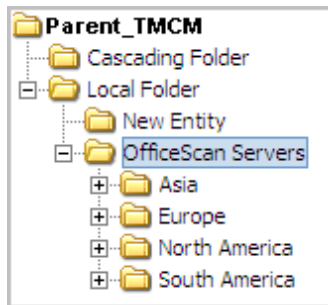 Parent_TMCM
Cascading Folder
Local Folder
New Entity
OfficeScan Servers
Asia
Europe
North America
South America